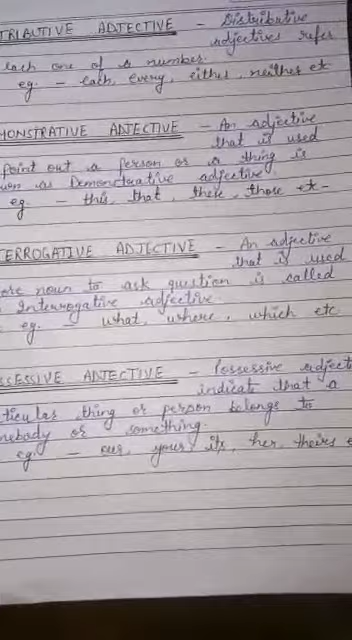 TRIBUTIVE ADJECTIVE – Distributive
adjectives refer
each one of a number.
eg. – each, every, either, neither etc
MONSTRATIVE ADJECTIVE – An adjective
that is used
point out a person or a thing is
own as Demonstrative adjective.
eg – this, that, these, those etc –
TERROGATIVE ADJECTIVE – An adjective
that is used
ore noun to ask question is called
Interrogative adjective.
eg. – what, where, which etc
SSESSIVE ADJECTIVE – Possessive adject
indicate that a
ticular thing or person belongs to
mebody or something.
eg. – our, your, its, her, theirs e